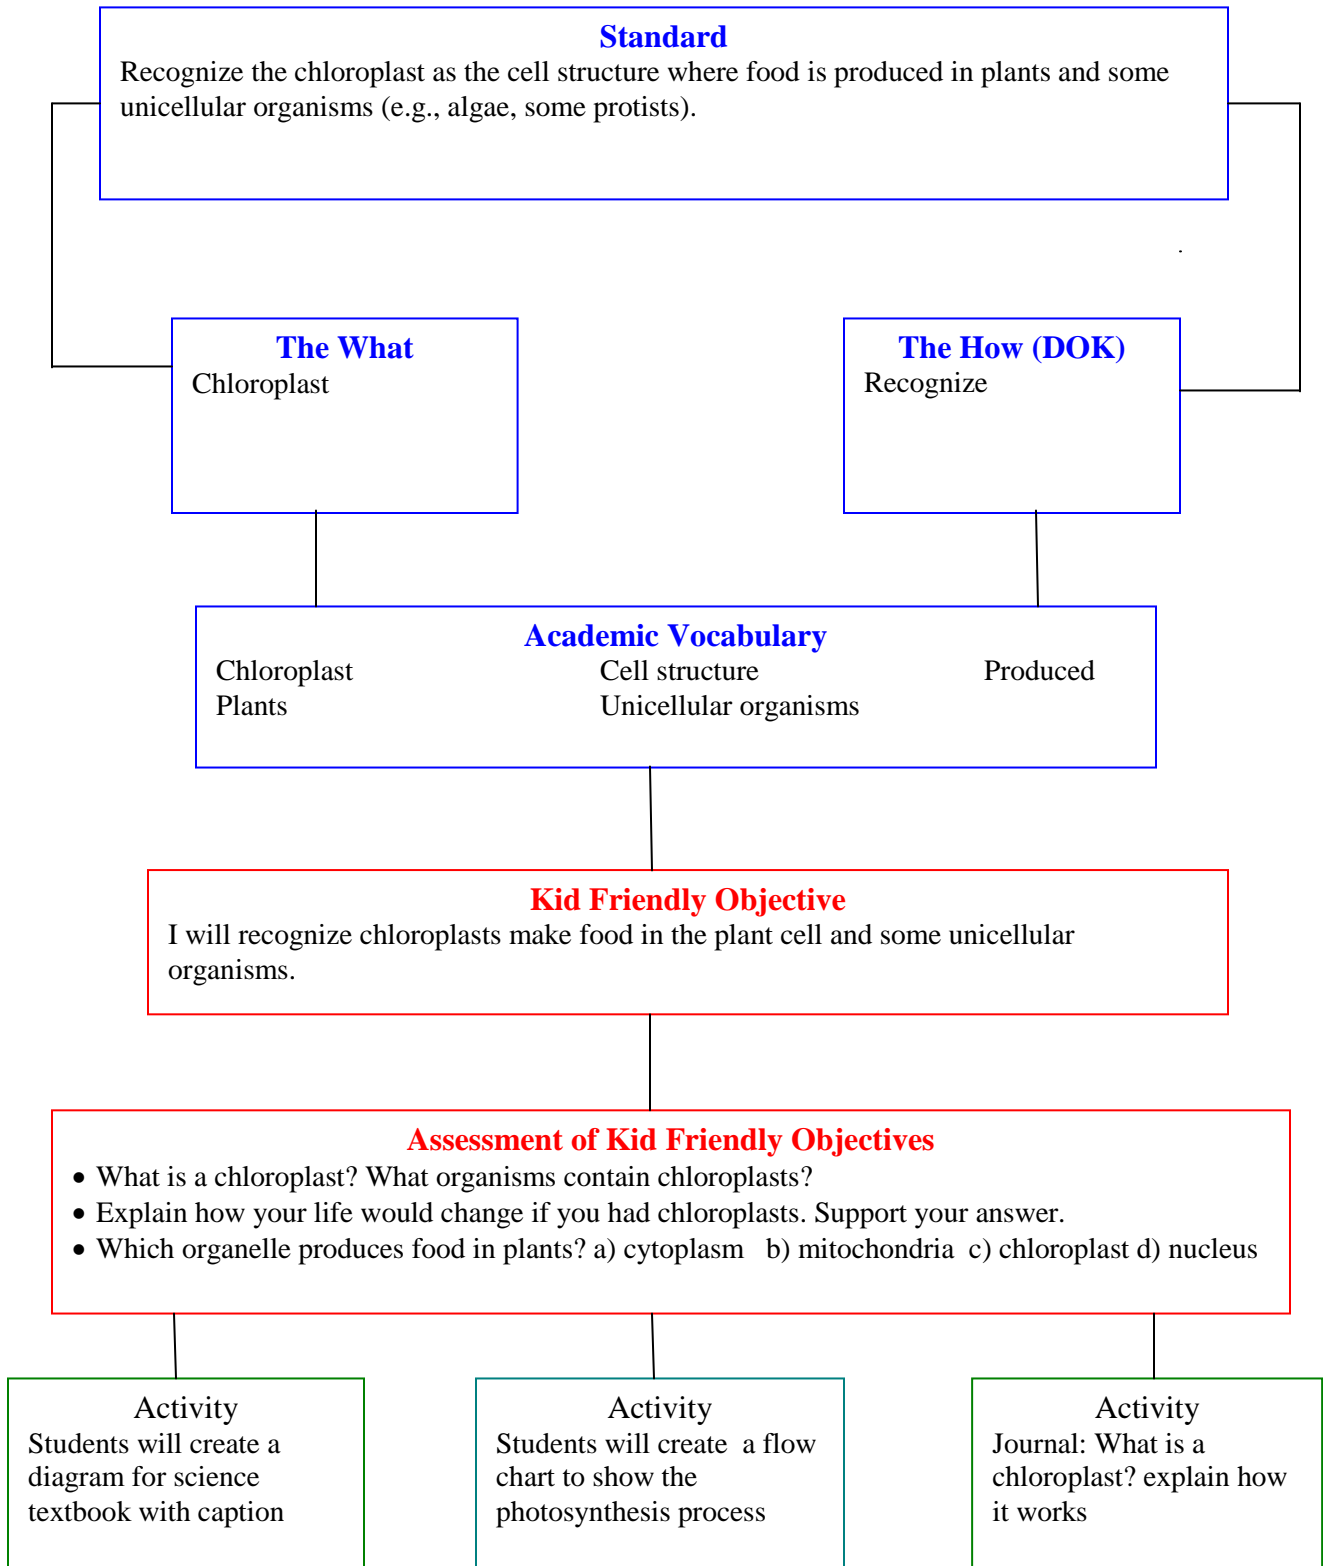 Standard
Recognize the chloroplast as the cell structure where food is produced in plants and some
unicellular organisms (e.g., algae, some protists).
The What
Chloroplast
The How (DOK)
Recognize
Academic Vocabulary
Chloroplast Cell structure Produced
Plants Unicellular organisms
Kid Friendly Objective
I will recognize chloroplasts make food in the plant cell and some unicellular
organisms.
Assessment of Kid Friendly Objectives
• What is a chloroplast? What organisms contain chloroplasts?
• Explain how your life would change if you had chloroplasts. Support your answer.
• Which organelle produces food in plants? a) cytoplasm b) mitochondria c) chloroplast d) nucleus
Activity
Students will create a
diagram for science
textbook with caption
Activity
Students will create a flow
chart to show the
photosynthesis process
Activity
Journal: What is a
chloroplast? explain how
it works